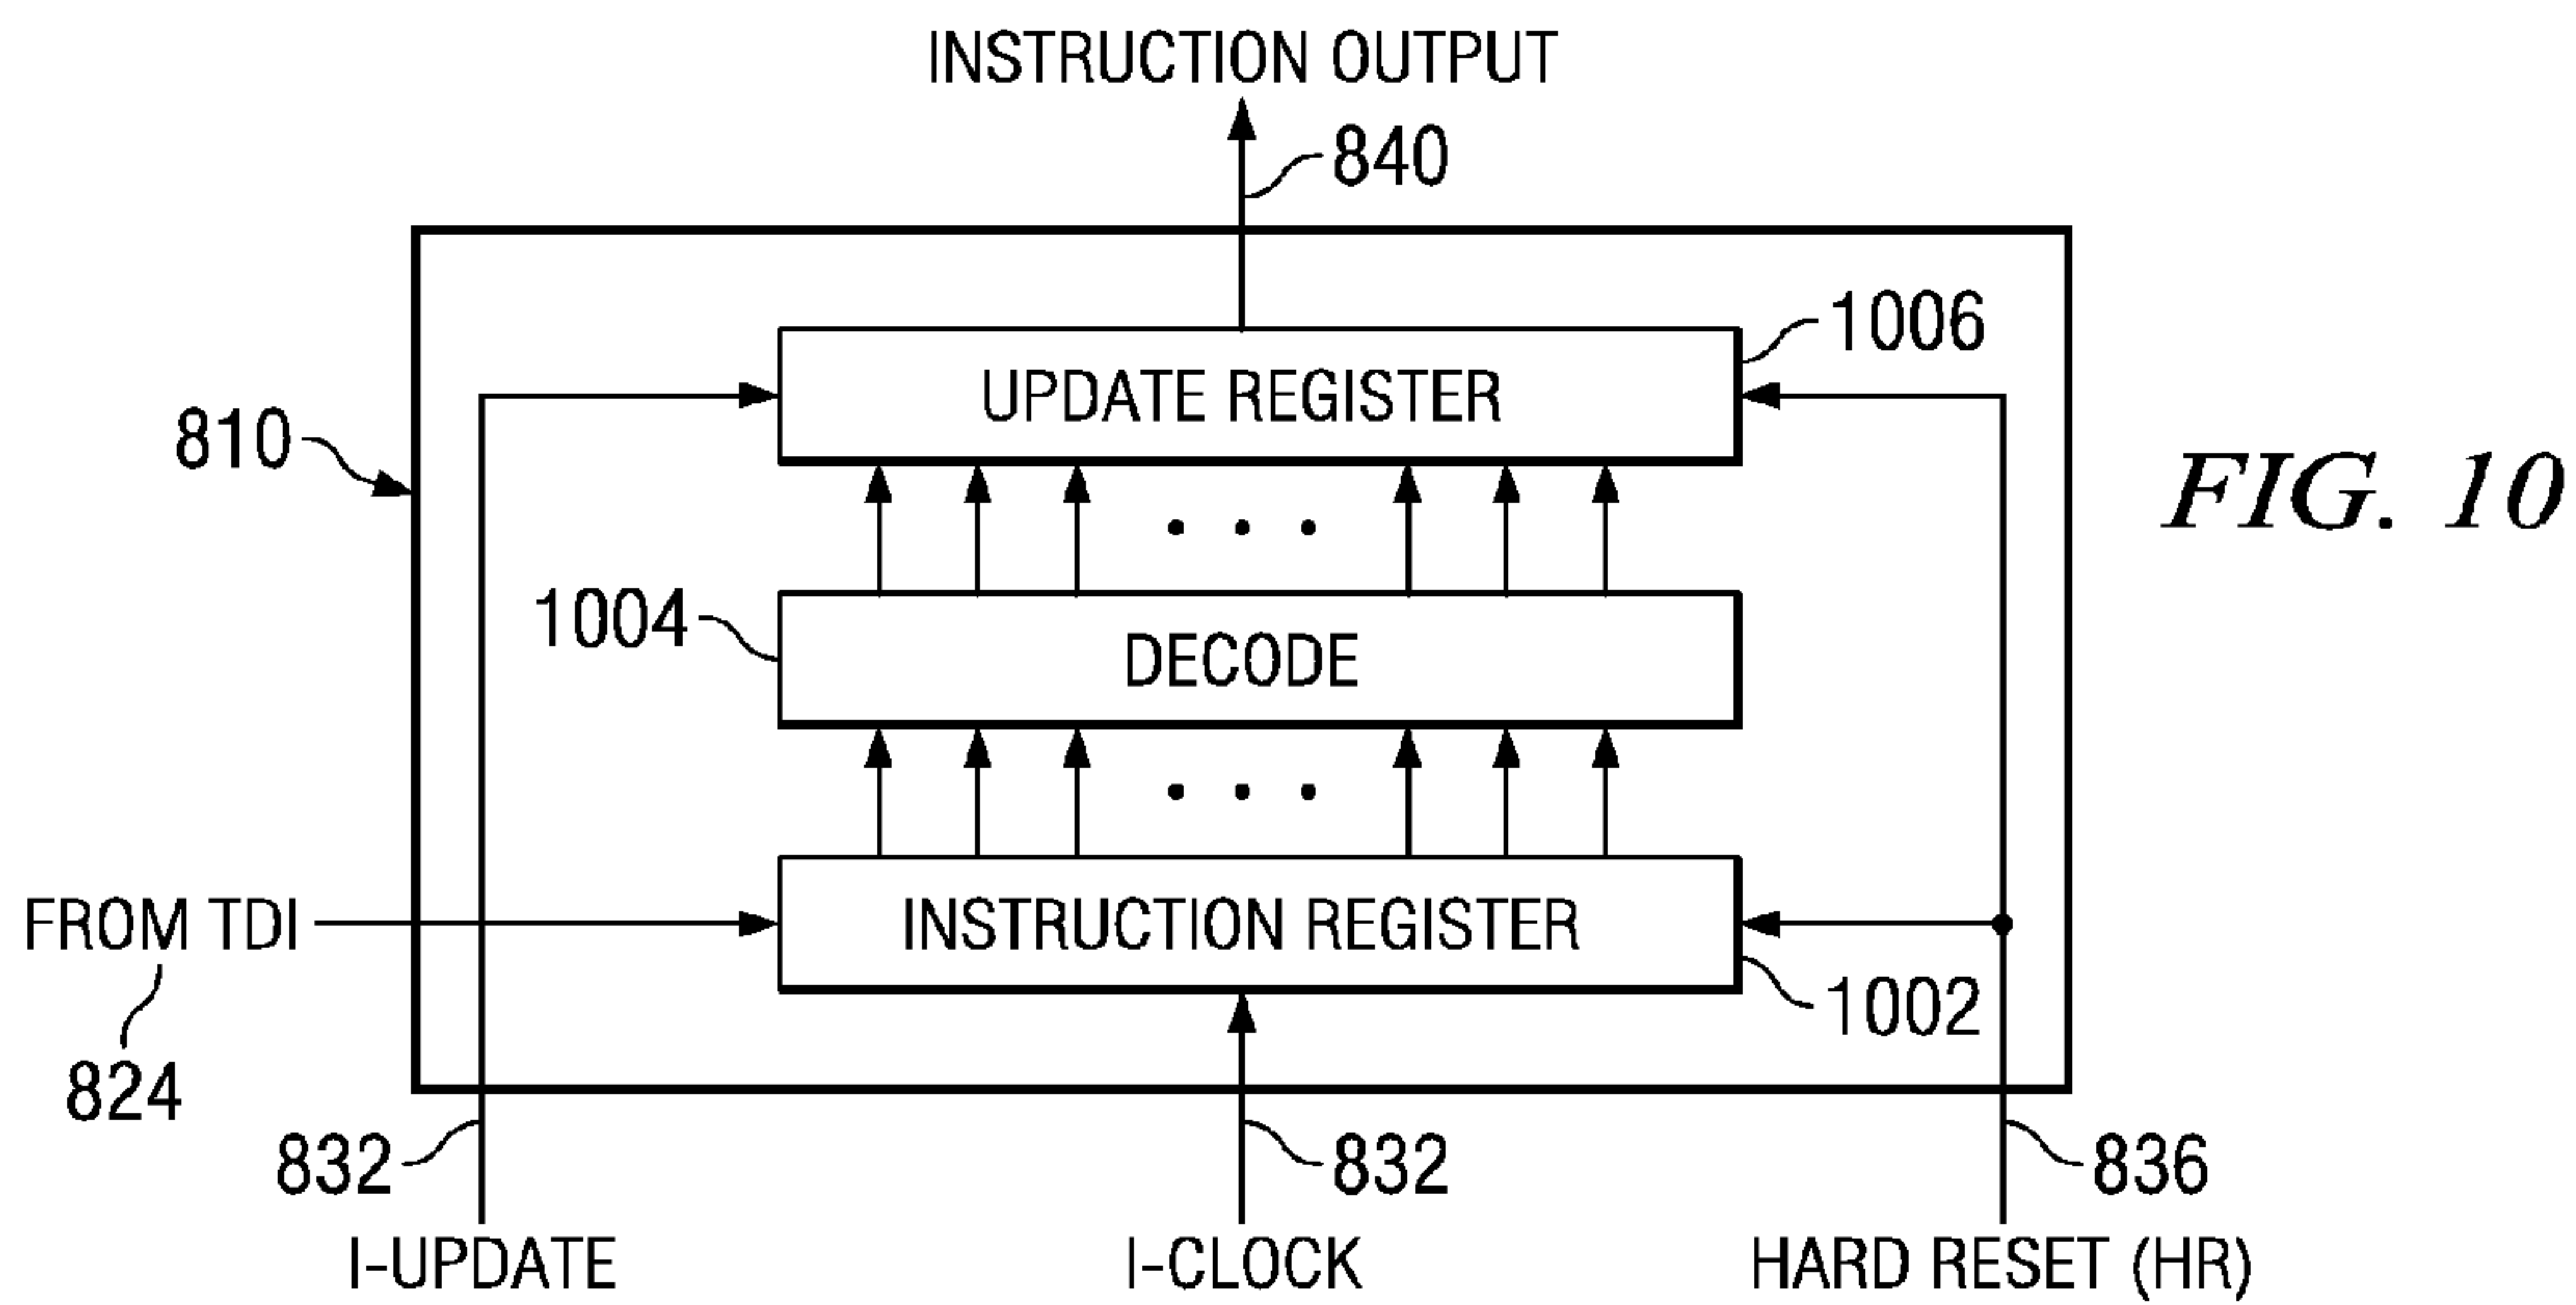 INSTRUCTION OUTPUT
840
1006
UPDATE REGISTER
810
FIG. 10
1004
DECODE
FROM TDI
INSTRUCTION REGISTER
1002
824
832
832
836
I-UPDATE
I-CLOCK
HARD RESET (HR)